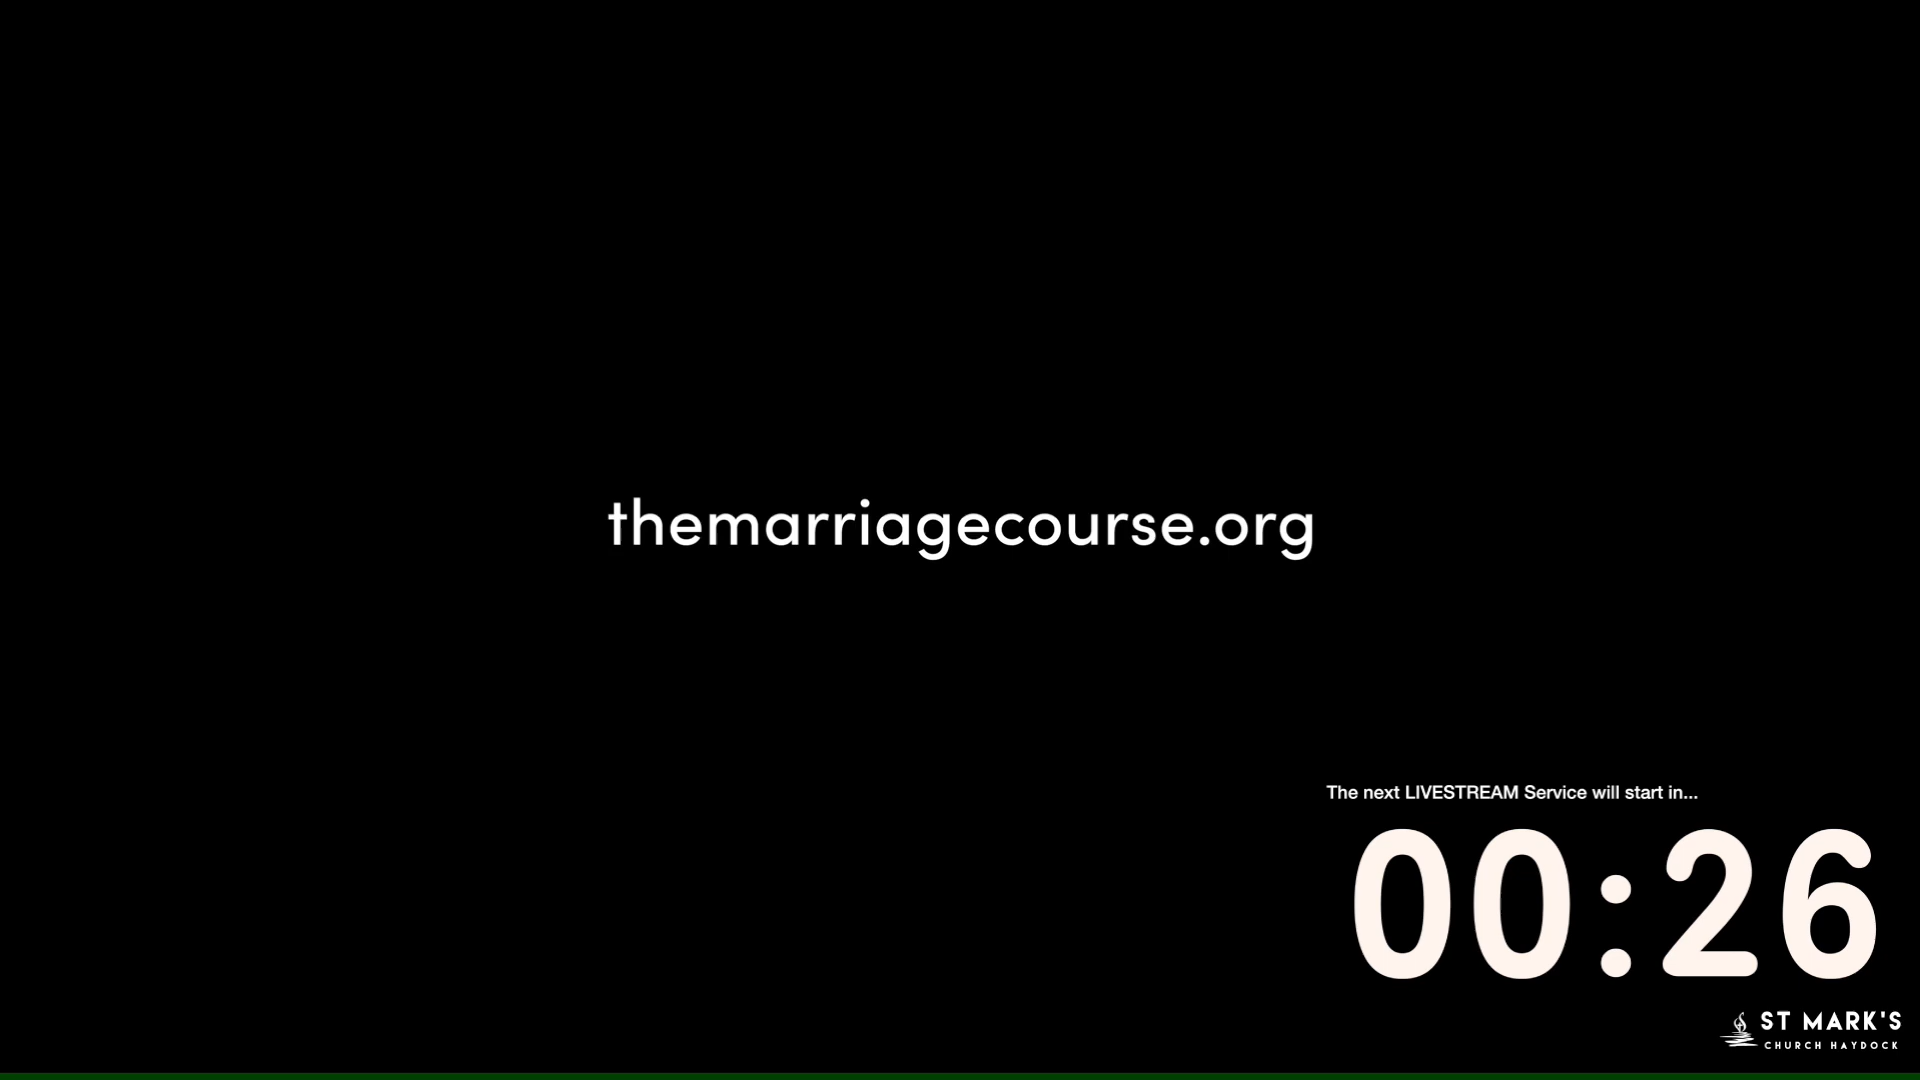 themarriagecourse.org
The next LIVESTREAM Service will start in...
00:26
ST MARK'S
CHURCH HAYDOCK